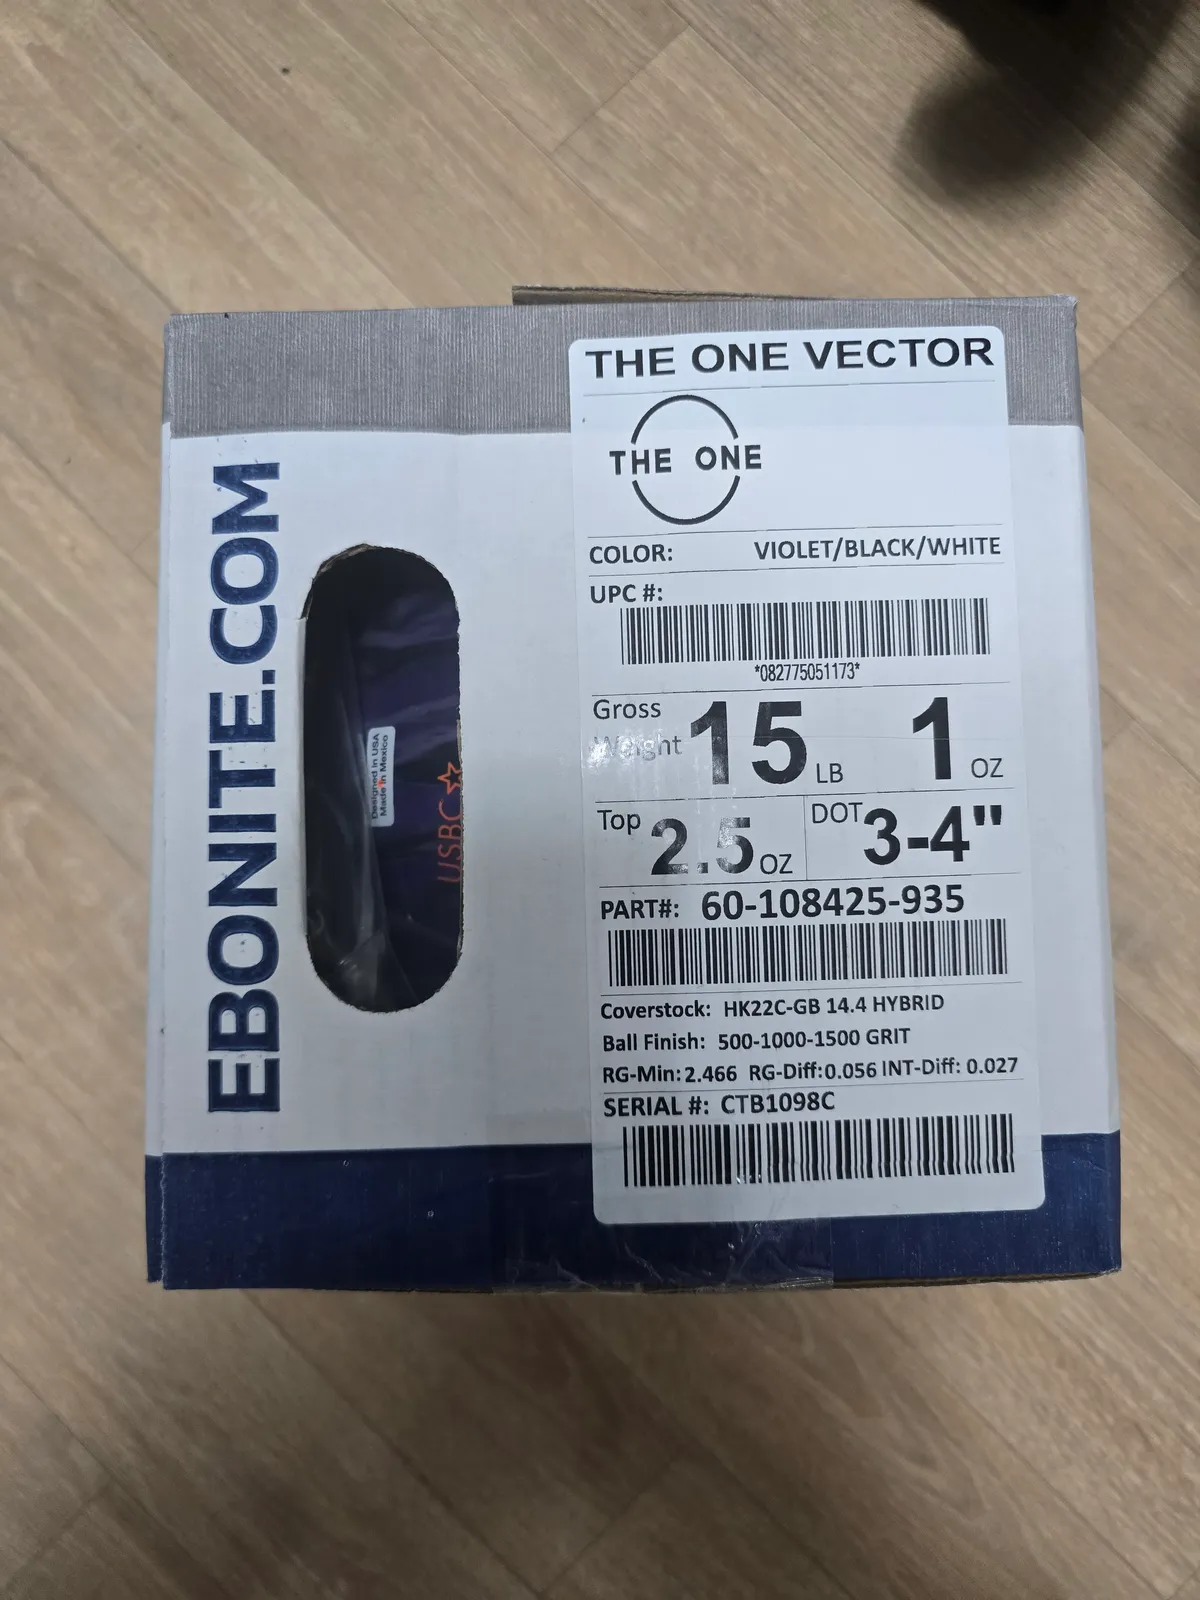 EBONITE.COM
Designed in USA
Made in Mexico
USBC
THE ONE VECTOR
THE ONE
COLOR: VIOLET/BLACK/WHITE
UPC #:
*082775051173*
Gross
Weight 15 LB 1 OZ
Top 2.5 OZ DOT 3-4"
PART#: 60-108425-935
Coverstock: HK22C-GB 14.4 HYBRID
Ball Finish: 500-1000-1500 GRIT
RG-Min: 2.466 RG-Diff:0.056 INT-Diff: 0.027
SERIAL #: CTB1098C